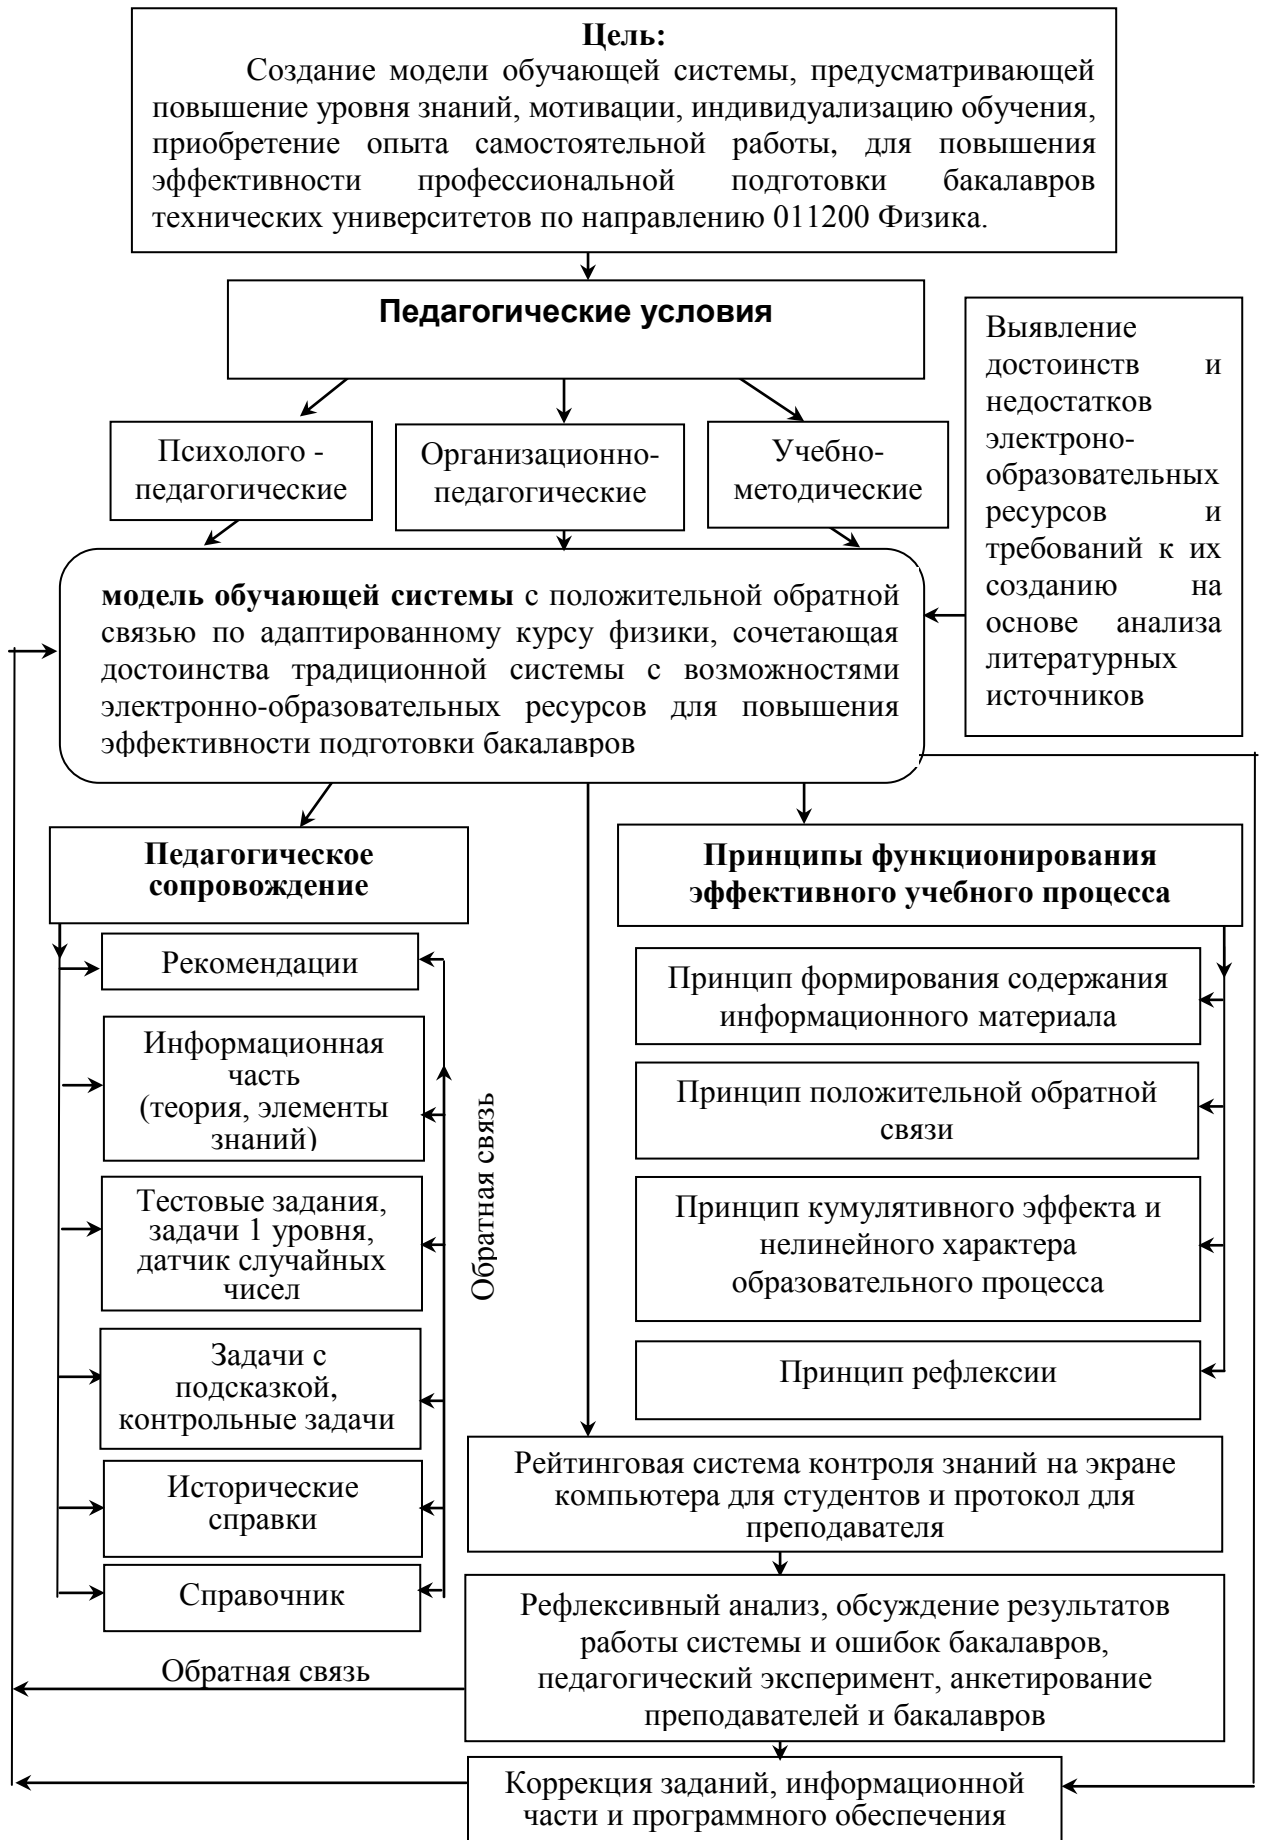 Цель:
Создание модели обучающей системы, предусматривающей
повышение уровня знаний, мотивации, индивидуализацию обучения,
приобретение опыта самостоятельной работы, для повышения
эффективности профессиональной подготовки бакалавров
технических университетов по направлению 011200 Физика.
Педагогические условия
Выявление
достоинств и
недостатков
электроно-
образовательных
ресурсов и
требований к их
созданию на
основе анализа
литературных
источников
Психолого -
педагогические
Организационно-
педагогические
Учебно-
методические
модель обучающей системы с положительной обратной
связью по адаптированному курсу физики, сочетающая
достоинства традиционной системы с возможностями
электронно-образовательных ресурсов для повышения
эффективности подготовки бакалавров
Педагогическое
сопровождение
Рекомендации
Информационная
часть
(теория, элементы
знаний)
Тестовые задания,
задачи 1 уровня,
датчик случайных
чисел
Задачи с
подсказкой,
контрольные задачи
Исторические
справки
Справочник
Обратная связь
Принципы функционирования
эффективного учебного процесса
Принцип формирования содержания
информационного материала
Принцип положительной обратной
связи
Принцип кумулятивного эффекта и
нелинейного характера
образовательного процесса
Принцип рефлексии
Рейтинговая система контроля знаний на экране
компьютера для студентов и протокол для
преподавателя
Рефлексивный анализ, обсуждение результатов
работы системы и ошибок бакалавров,
педагогический эксперимент, анкетирование
преподавателей и бакалавров
Обратная связь
Коррекция заданий, информационной
части и программного обеспечения